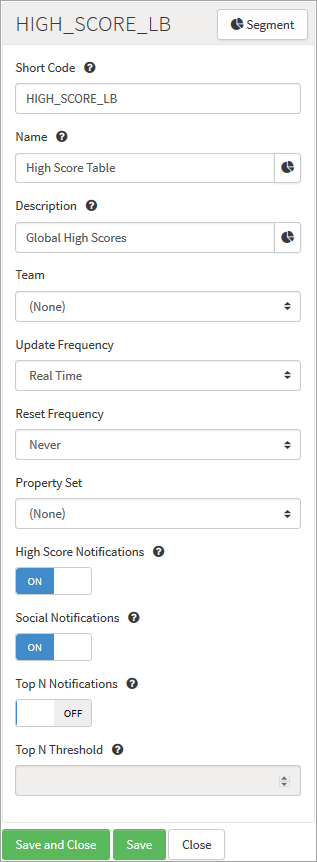 HIGH_SCORE_LB
Segment
Short Code
HIGH_SCORE_LB
Name
High Score Table
Description
Global High Scores
Team
(None)
Update Frequency
Real Time
Reset Frequency
Never
Property Set
(None)
High Score Notifications
ON
Social Notifications
ON
Top N Notifications
OFF
Top N Threshold
Save and Close
Save
Close